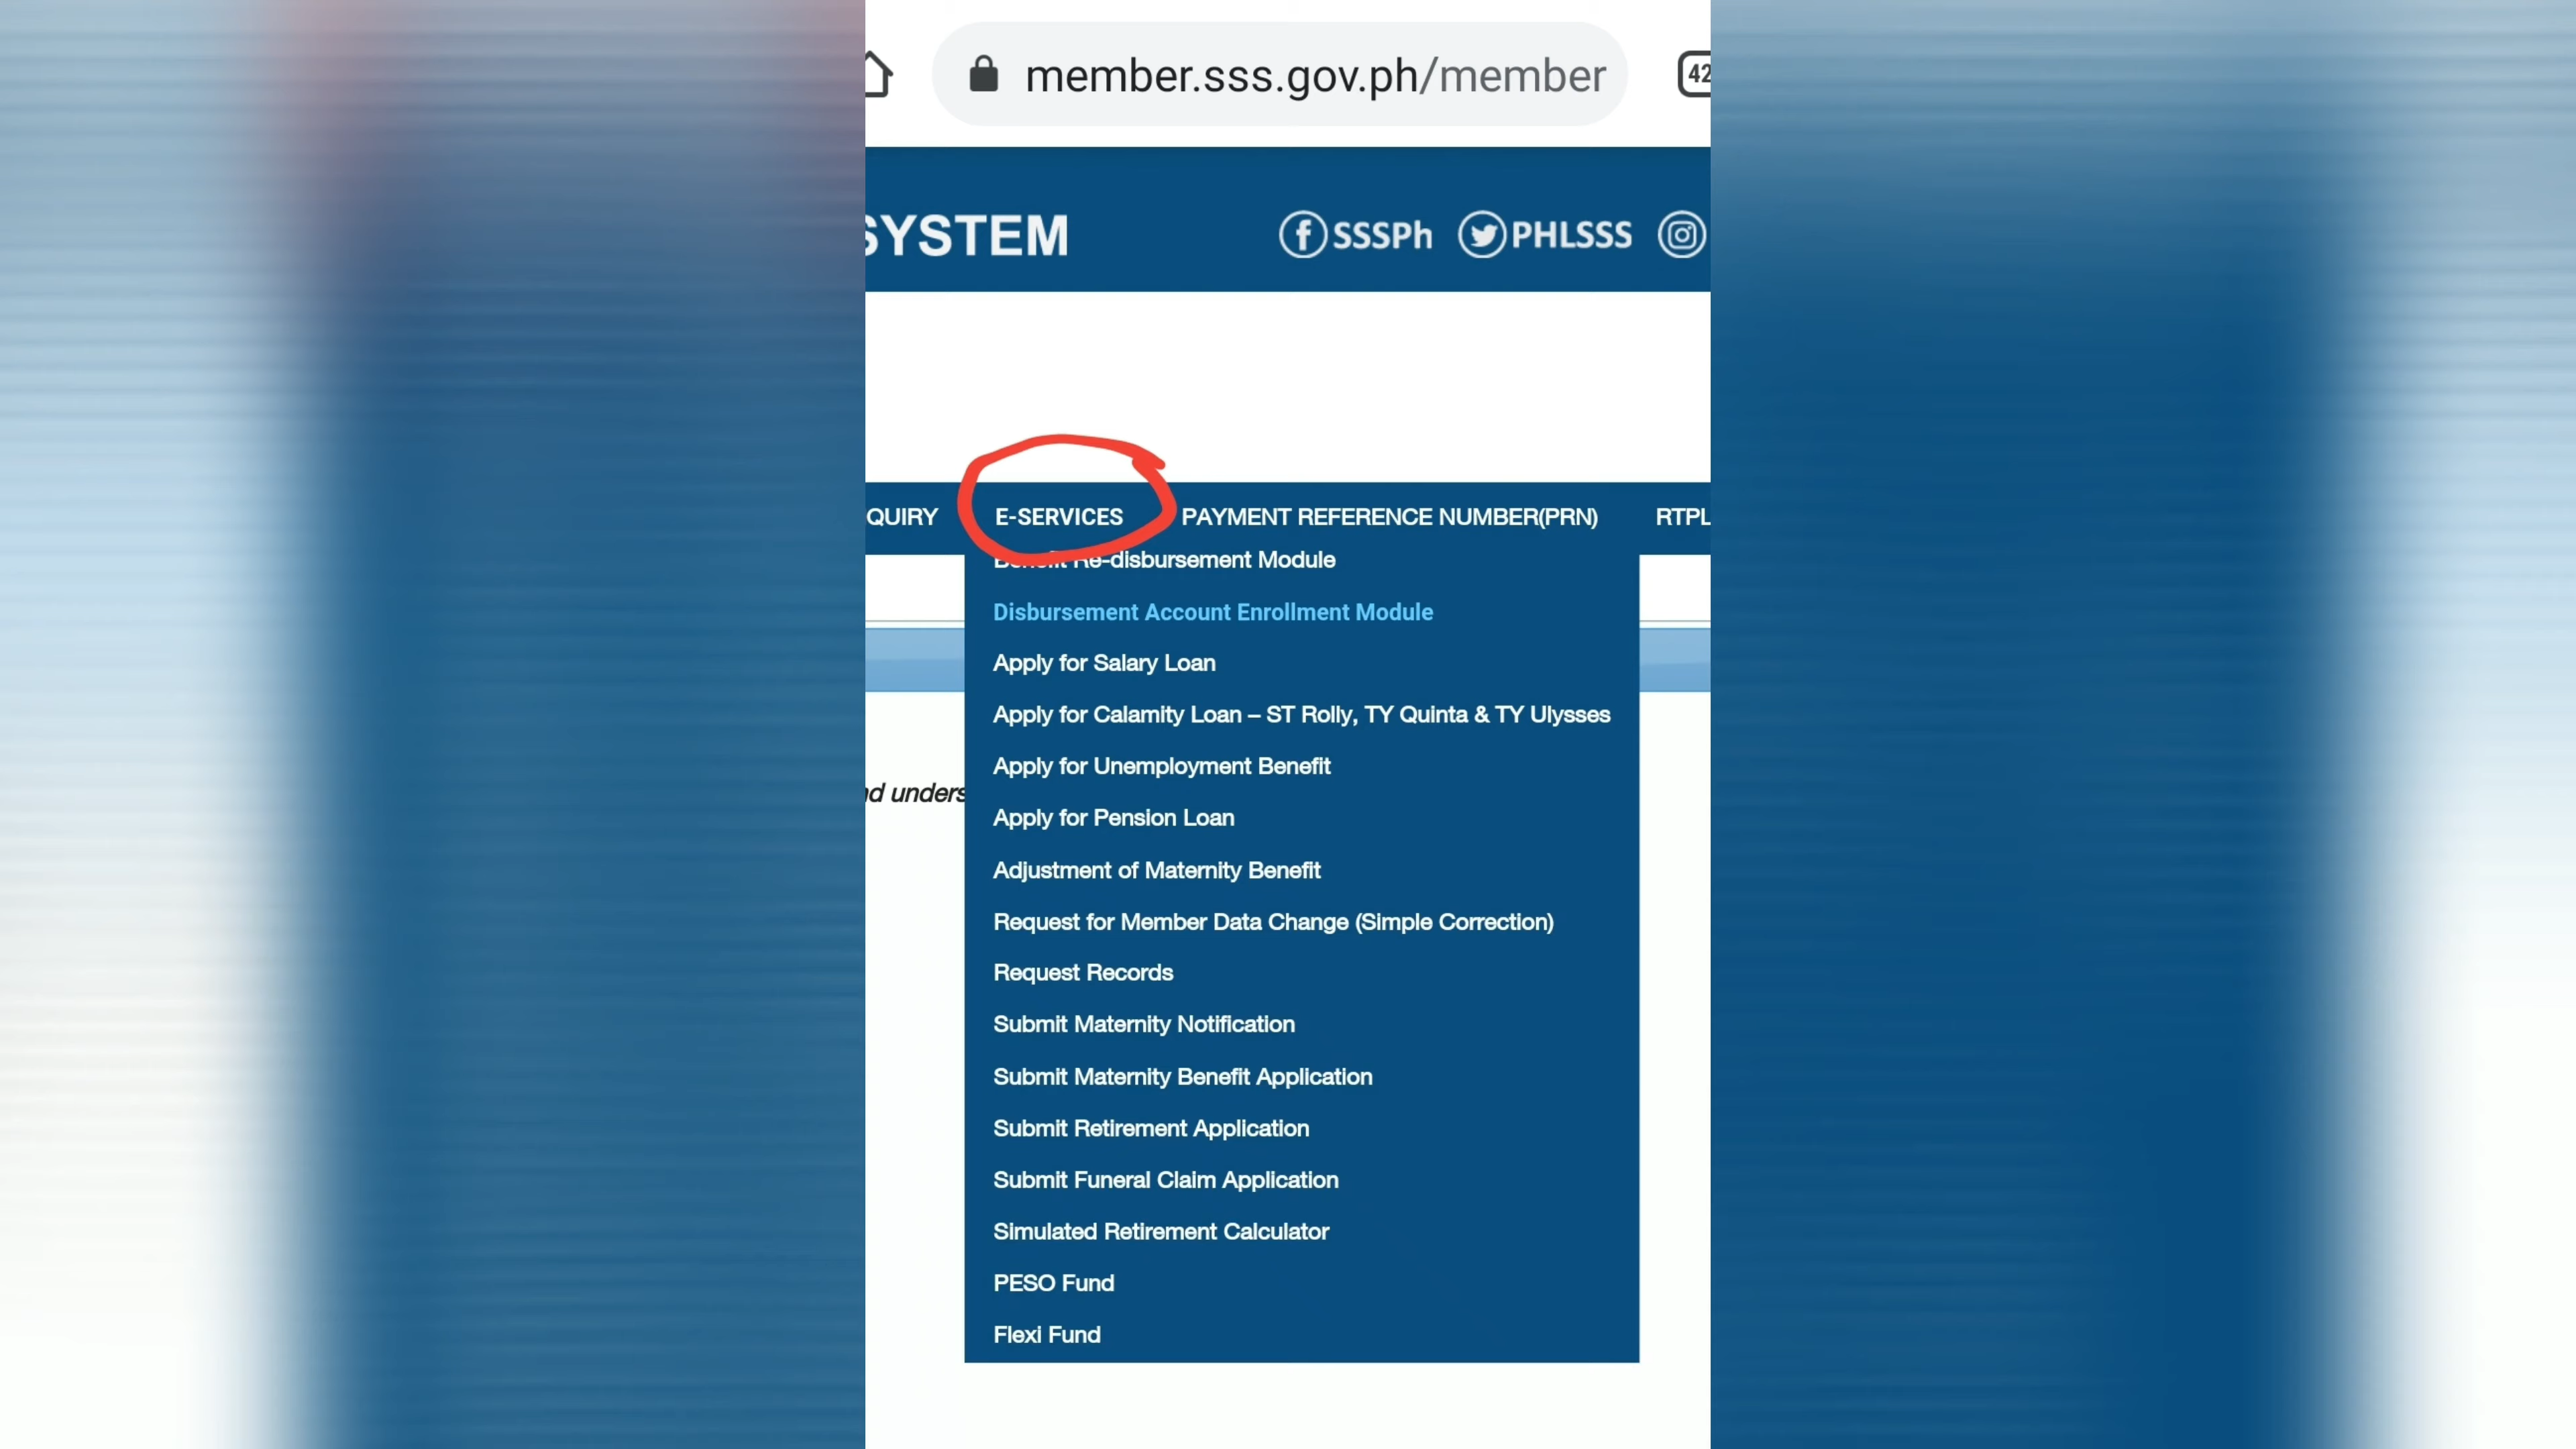 member.sss.gov.ph/member
42
SYSTEM
SSSPh
PHLSSS
QUIRY
E-SERVICES
PAYMENT REFERENCE NUMBER(PRN)
RTPL
Benefit Re-disbursement Module
Disbursement Account Enrollment Module
Apply for Salary Loan
Apply for Calamity Loan – ST Rolly, TY Quinta & TY Ulysses
Apply for Unemployment Benefit
nd unders
Apply for Pension Loan
Adjustment of Maternity Benefit
Request for Member Data Change (Simple Correction)
Request Records
Submit Maternity Notification
Submit Maternity Benefit Application
Submit Retirement Application
Submit Funeral Claim Application
Simulated Retirement Calculator
PESO Fund
Flexi Fund